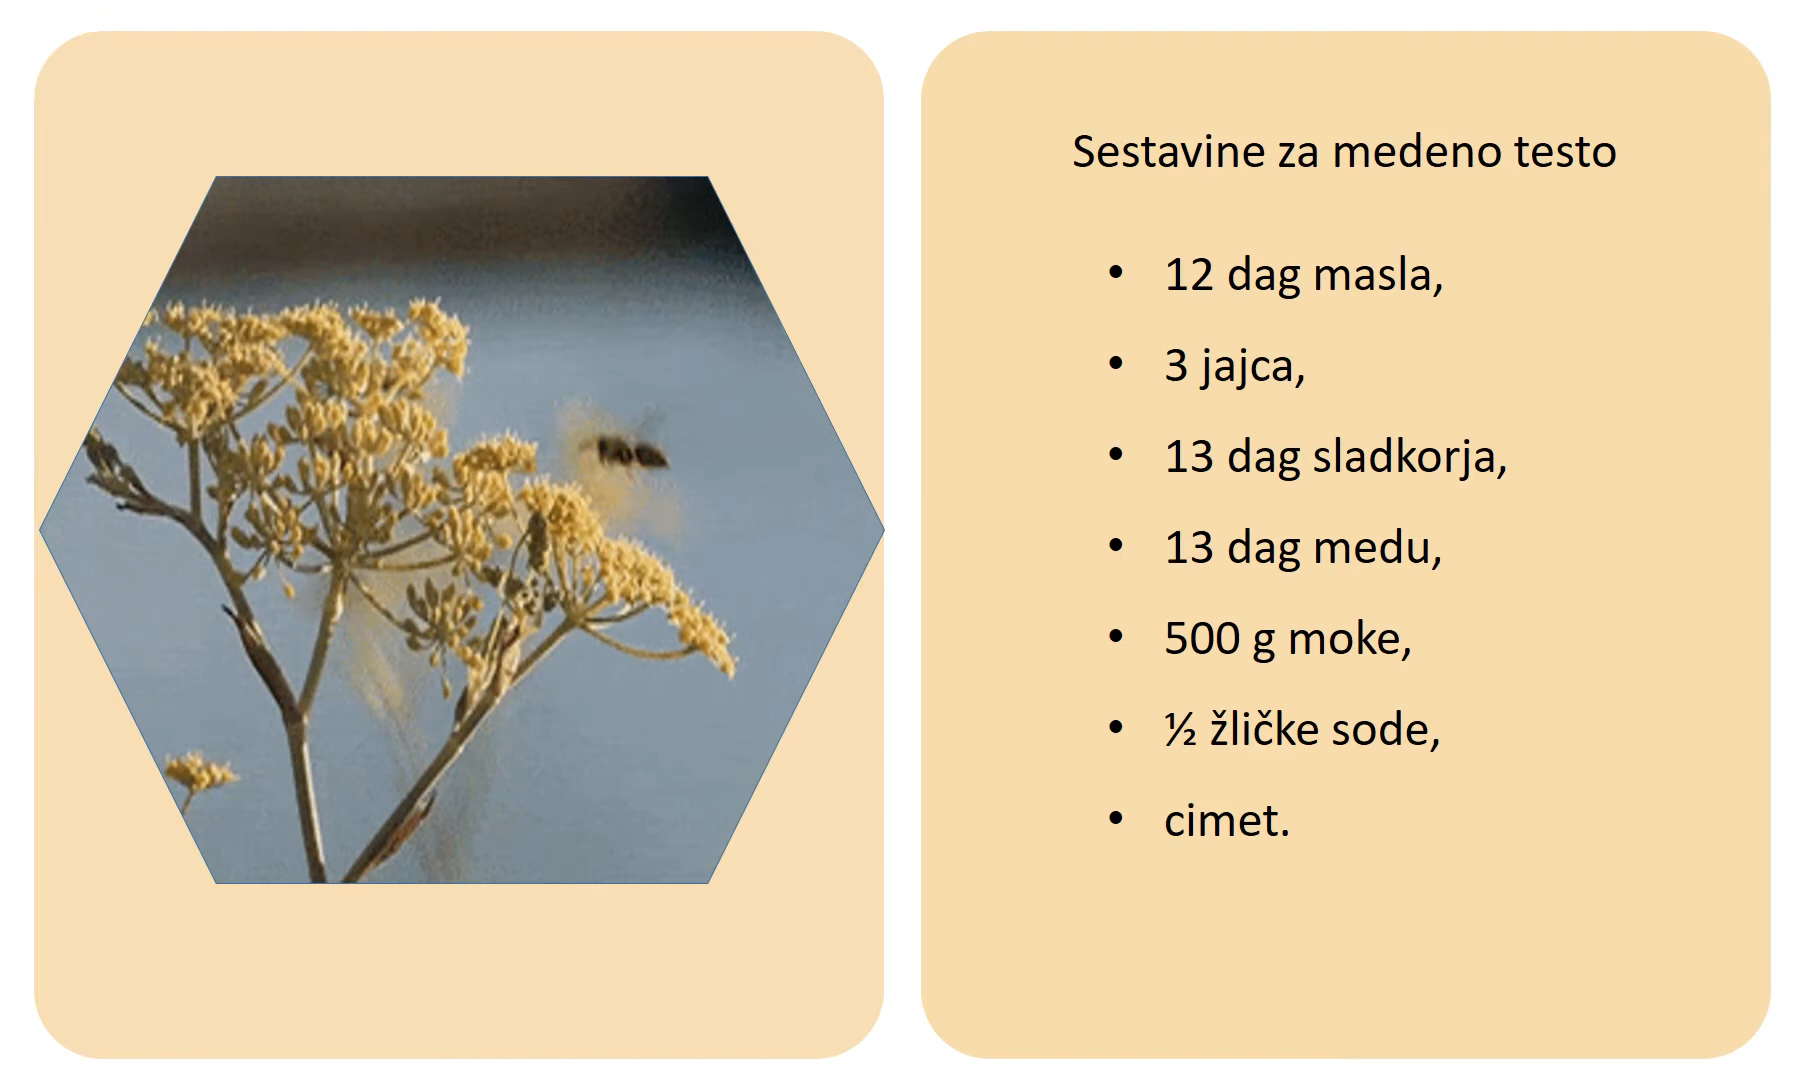 Sestavine za medeno testo
• 12 dag masla,
• 3 jajca,
• 13 dag sladkorja,
• 13 dag medu,
• 500 g moke,
• ½ žličke sode,
• cimet.